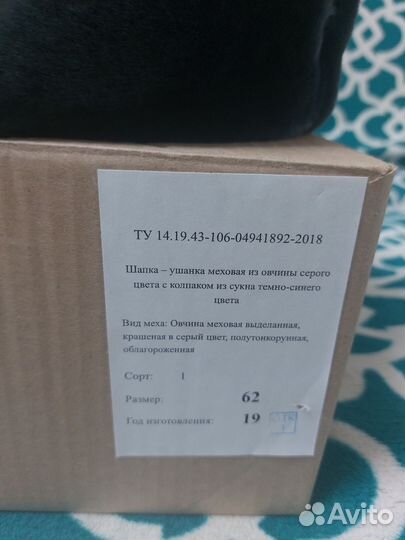 ТУ 14.19.43-106-04941892-2018
Шапка – ушанка меховая из овчины серого
цвета с колпаком из сукна темно-синего
цвета
Вид меха: Овчина меховая выделанная,
крашеная в серый цвет, полутонкорунная,
облагороженная
Сорт: 1
Размер: 62
Год изготовления: 19
Avito